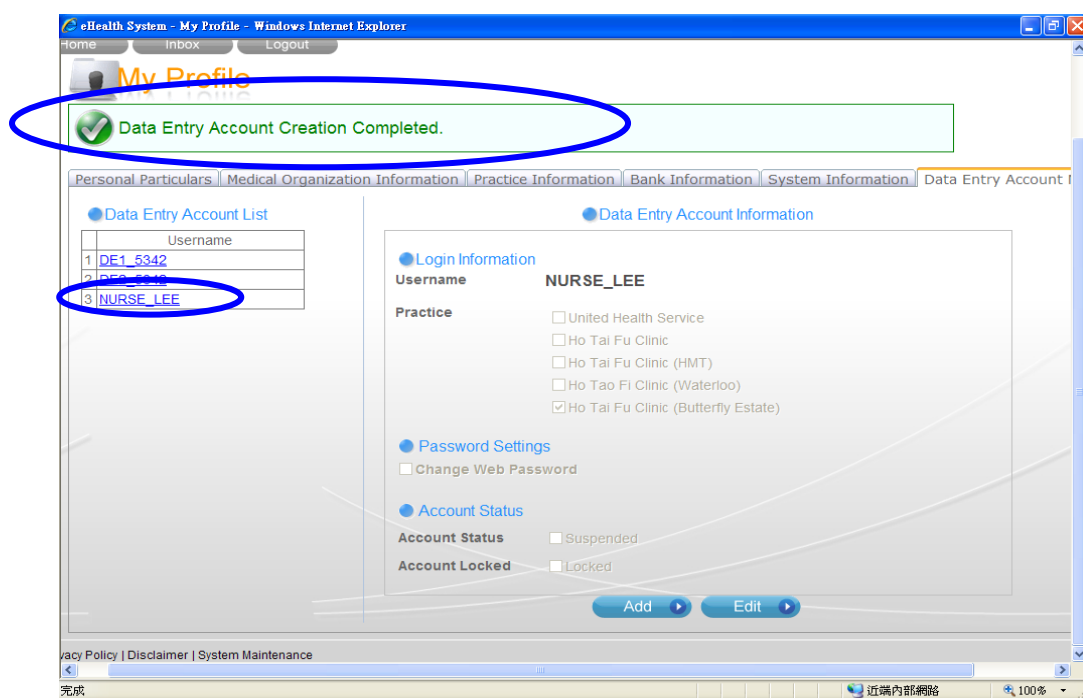 eHealth System - My Profile - Windows Internet Explorer
Home Inbox Logout
My Profile
Data Entry Account Creation Completed.
Personal Particulars Medical Organization Information Practice Information Bank Information System Information Data Entry Account
Data Entry Account List
Username
1 DE1_5342
2 DE2_5342
3 NURSE_LEE
Data Entry Account Information
Login Information
Username NURSE_LEE
Practice
United Health Service
Ho Tai Fu Clinic
Ho Tai Fu Clinic (HMT)
Ho Tao Fi Clinic (Waterloo)
Ho Tai Fu Clinic (Butterfly Estate)
Password Settings
Change Web Password
Account Status
Account Status Suspended
Account Locked Locked
Add Edit
vacy Policy | Disclaimer | System Maintenance
完成 近端內部網路 100%